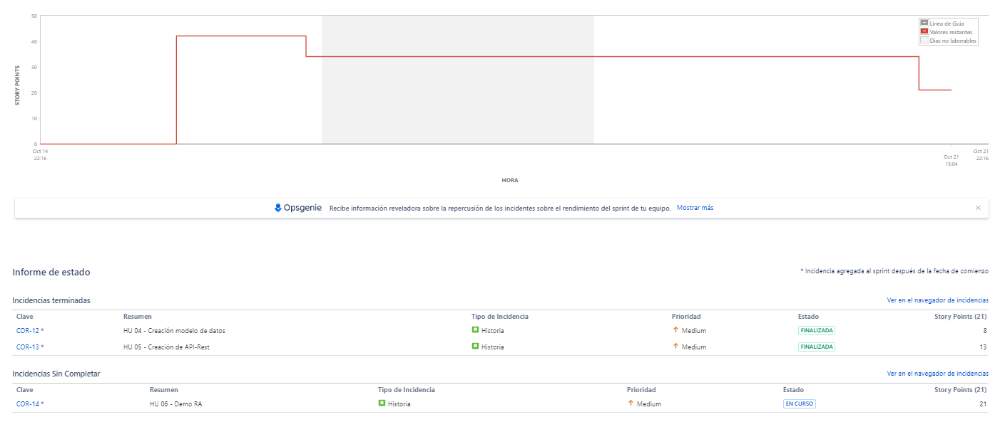 50
40
30
20
10
0
STORY POINTS
Linea de Guia
Valores restantes
Días no laborables
Oct 14
22:16
Oct 21
15:04
Oct 21
22:16
HORA
Opsgenie Recibe información reveladora sobre la repercusión de los incidentes sobre el rendimiento del sprint de tu equipo. Mostrar más ×
Informe de estado * Incidencia agregada al sprint después de la fecha de comienzo
Incidencias terminadas Ver en el navegador de incidencias
Clave Resumen Tipo de Incidencia Prioridad Estado Story Points (21)
COR-12 * HU 04 - Creación modelo de datos Historia Medium FINALIZADA 8
COR-13 * HU 05 - Creación de API-Rest Historia Medium FINALIZADA 13
Incidencias Sin Completar Ver en el navegador de incidencias
Clave Resumen Tipo de Incidencia Prioridad Estado Story Points (21)
COR-14 * HU 06 - Demo RA Historia Medium EN CURSO 21